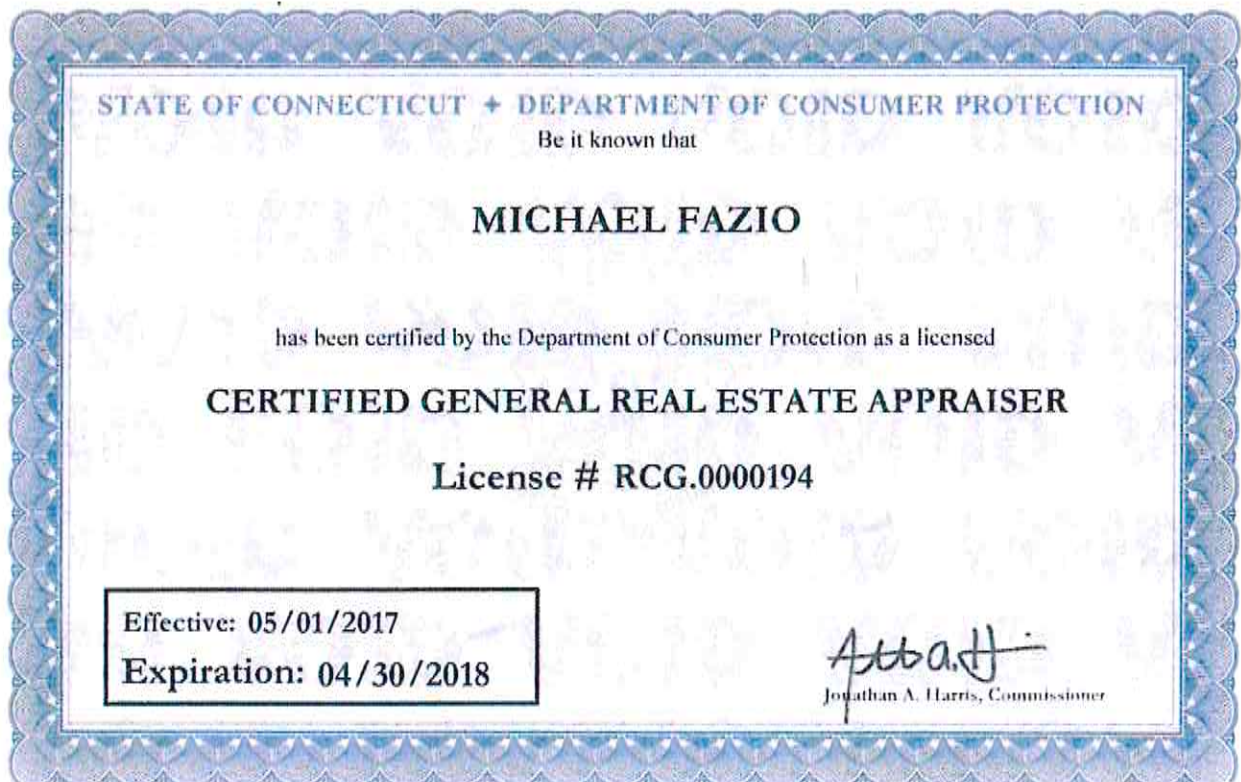 STATE OF CONNECTICUT + DEPARTMENT OF CONSUMER PROTECTION
Be it known that
MICHAEL FAZIO
has been certified by the Department of Consumer Protection as a licensed
CERTIFIED GENERAL REAL ESTATE APPRAISER
License # RCG.0000194
Effective: 05/01/2017
Expiration: 04/30/2018
Jonathan A. Harris, Commissioner